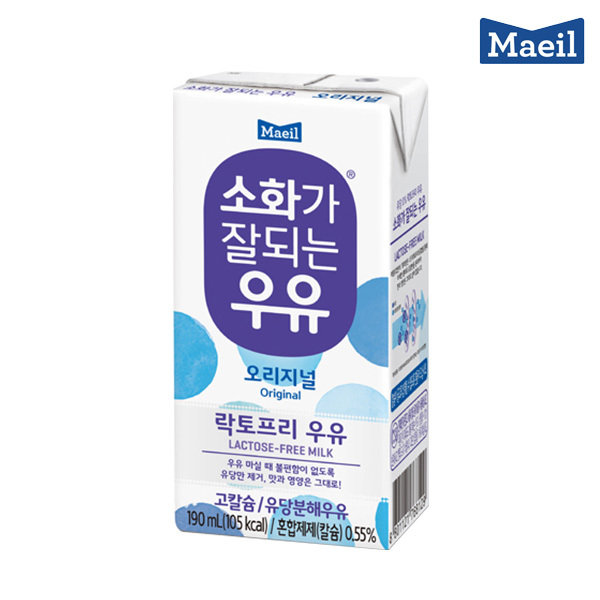 Maeil
Maeil
소화가
잘되는
우유
®
오리지널
Original
락토프리 우유
LACTOSE-FREE MILK
우유 마실 때 불편함이 없도록
유당만 제거, 맛과 영양은 그대로!
고칼슘/유당분해우유
190 mL(105 kcal) / 혼합제제(칼슘) 0.55%
소화가 잘되는 우유
LACTOSE-FREE MILK